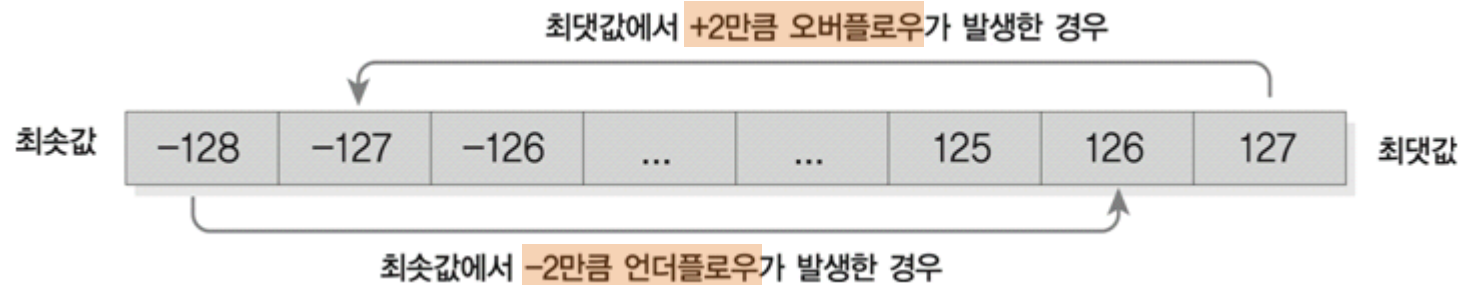 최댓값에서 +2만큼 오버플로우가 발생한 경우
최솟값 -128 -127 -126 ... ... 125 126 127 최댓값
최솟값에서 -2만큼 언더플로우가 발생한 경우